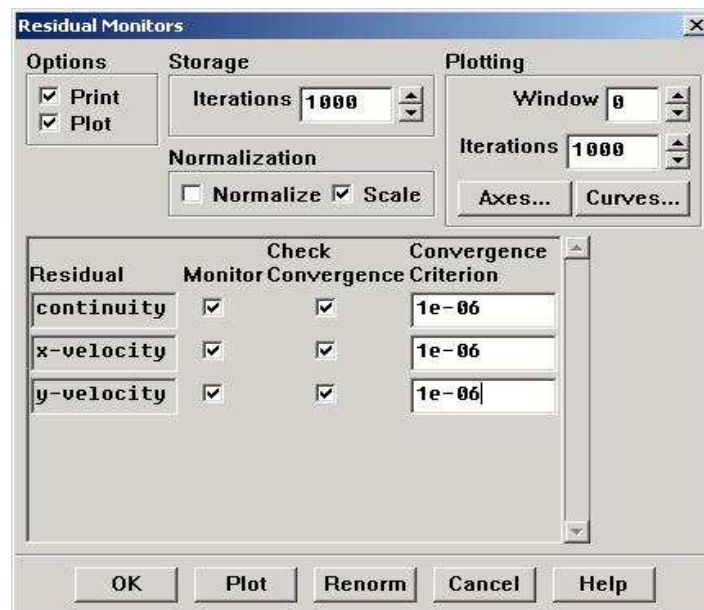 Residual Monitors
Options
Print
Plot
Storage
Iterations 1000
Normalization
Normalize Scale
Plotting
Window 0
Iterations 1000
Axes... Curves...
Residual Monitor Check Convergence Convergence Criterion
continuity 1e-06
x-velocity 1e-06
y-velocity 1e-06
OK Plot Renorm Cancel Help